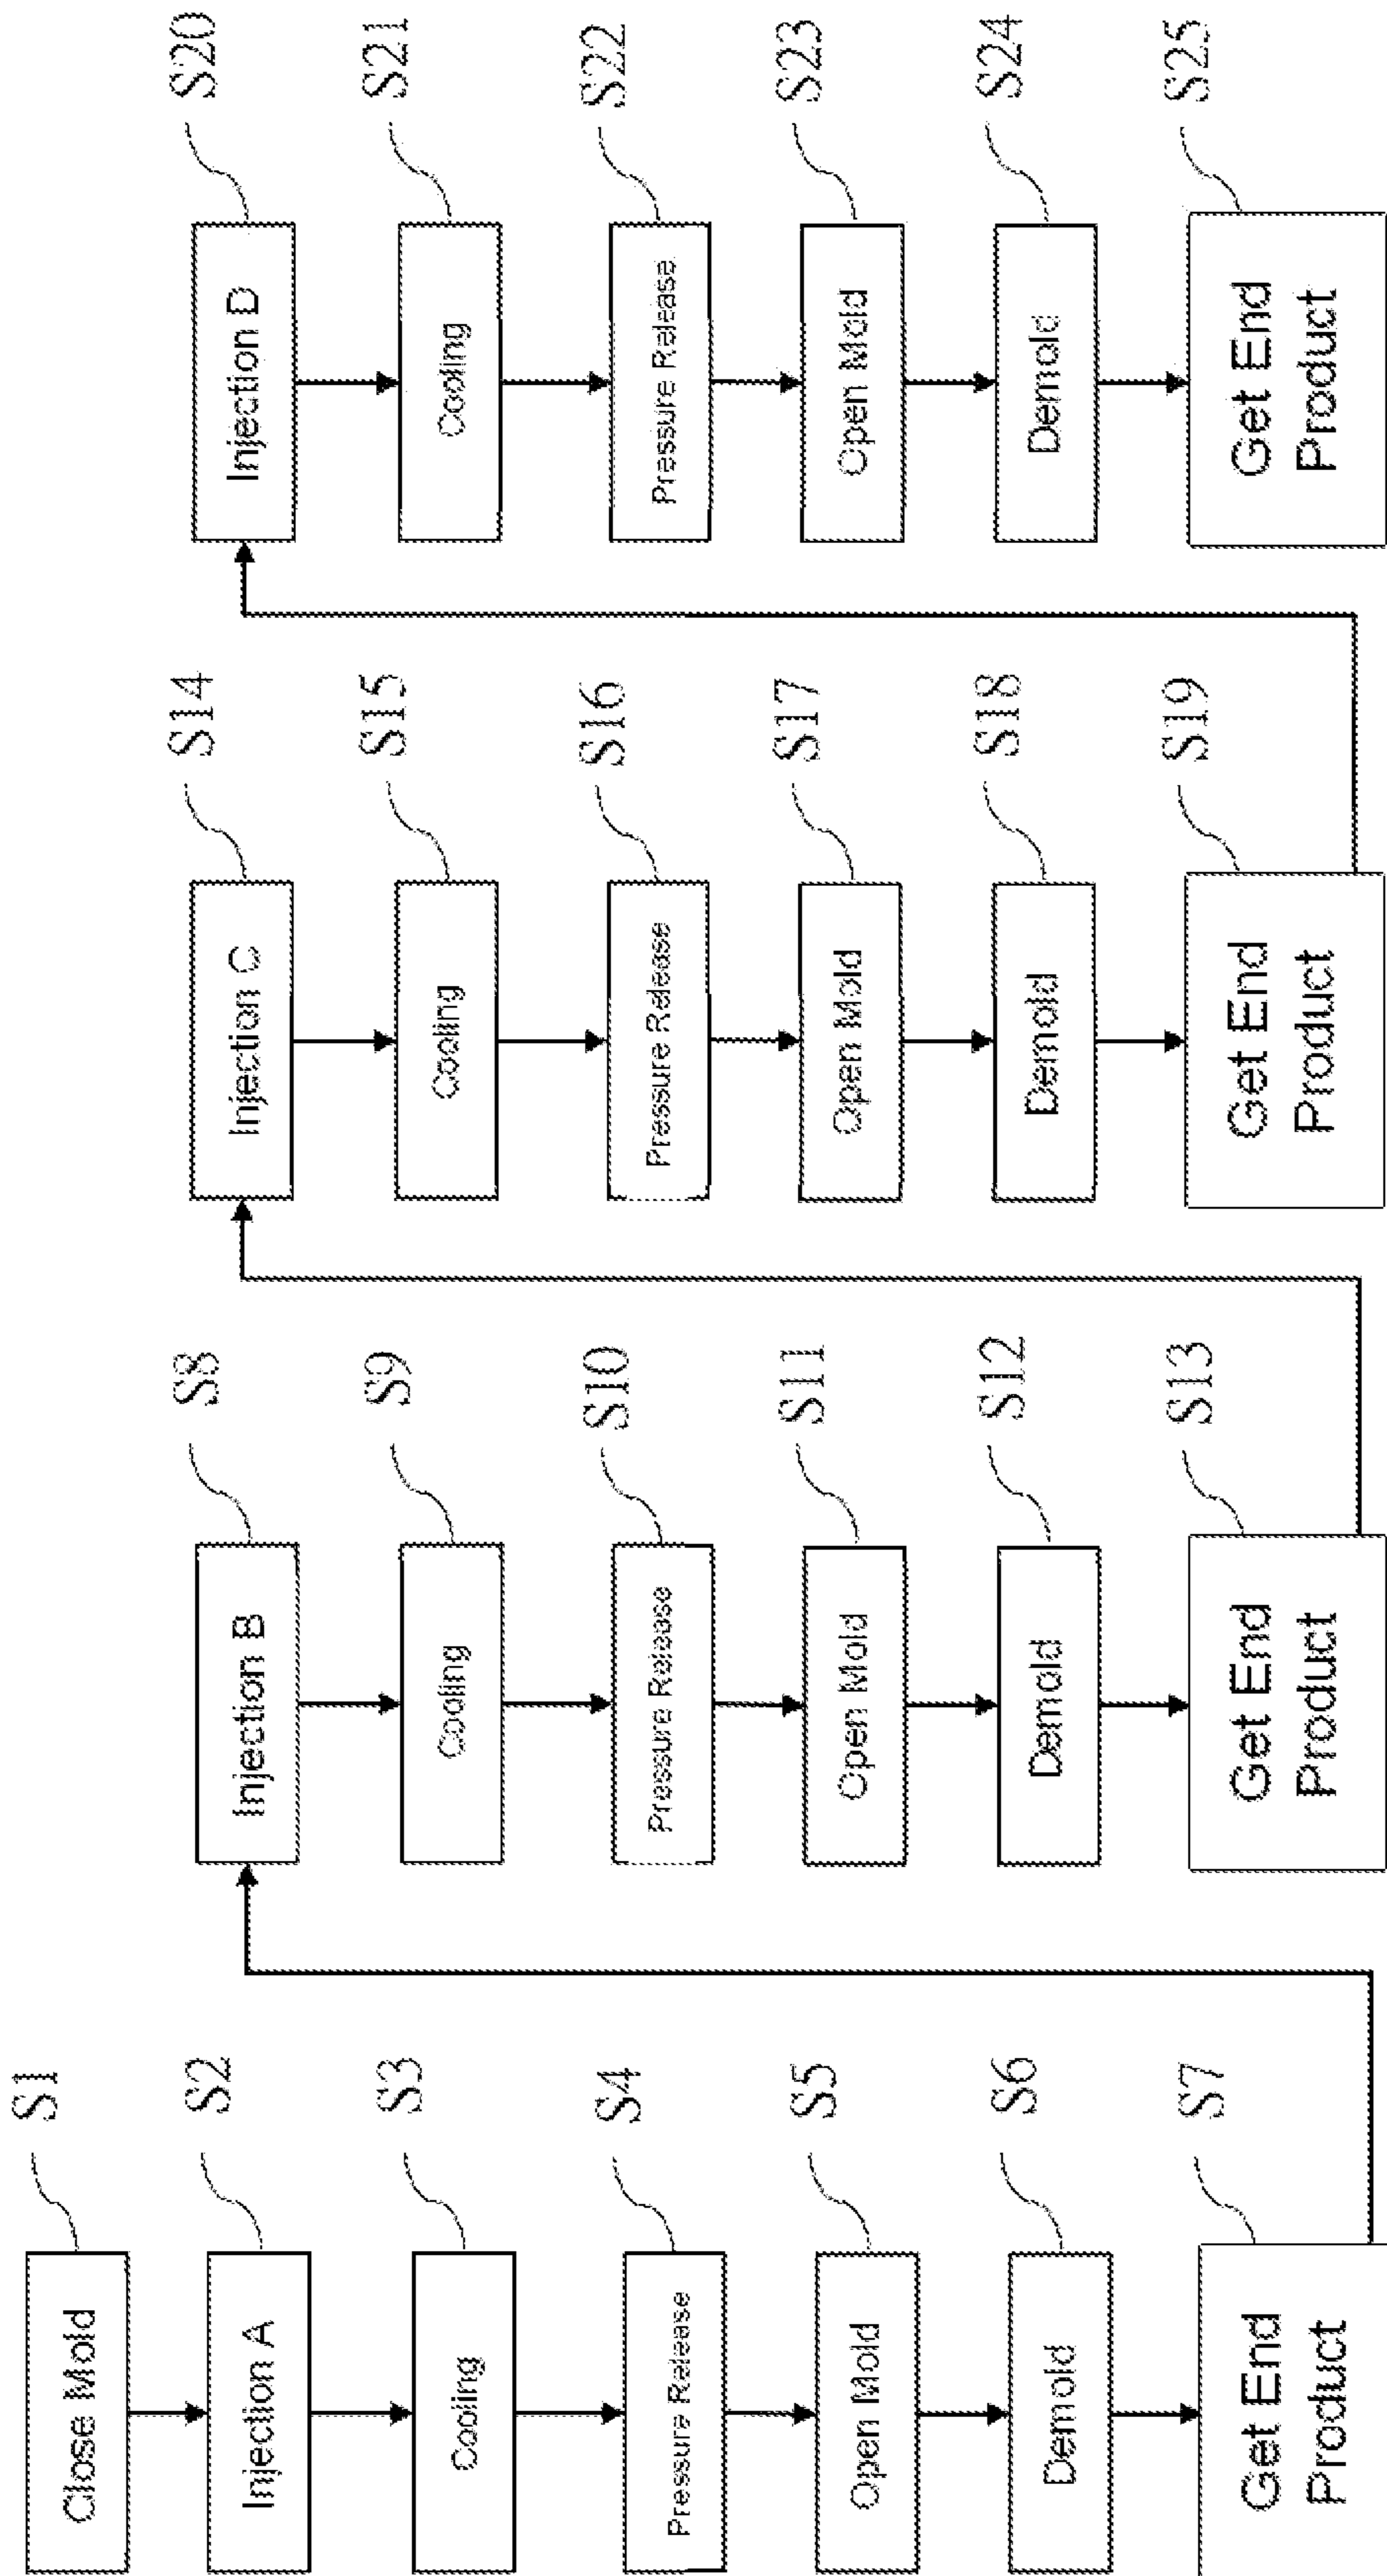 Close Mold
S1
Injection A
S2
Cooling
S3
Pressure Release
S4
Open Mold
S5
Demold
S6
Get End
Product
S7
Injection B
S8
Cooling
S9
Pressure Release
S10
Open Mold
S11
Demold
S12
Get End
Product
S13
Injection C
S14
Cooling
S15
Pressure Release
S16
Open Mold
S17
Demold
S18
Get End
Product
S19
Injection D
S20
Cooling
S21
Pressure Release
S22
Open Mold
S23
Demold
S24
Get End
Product
S25